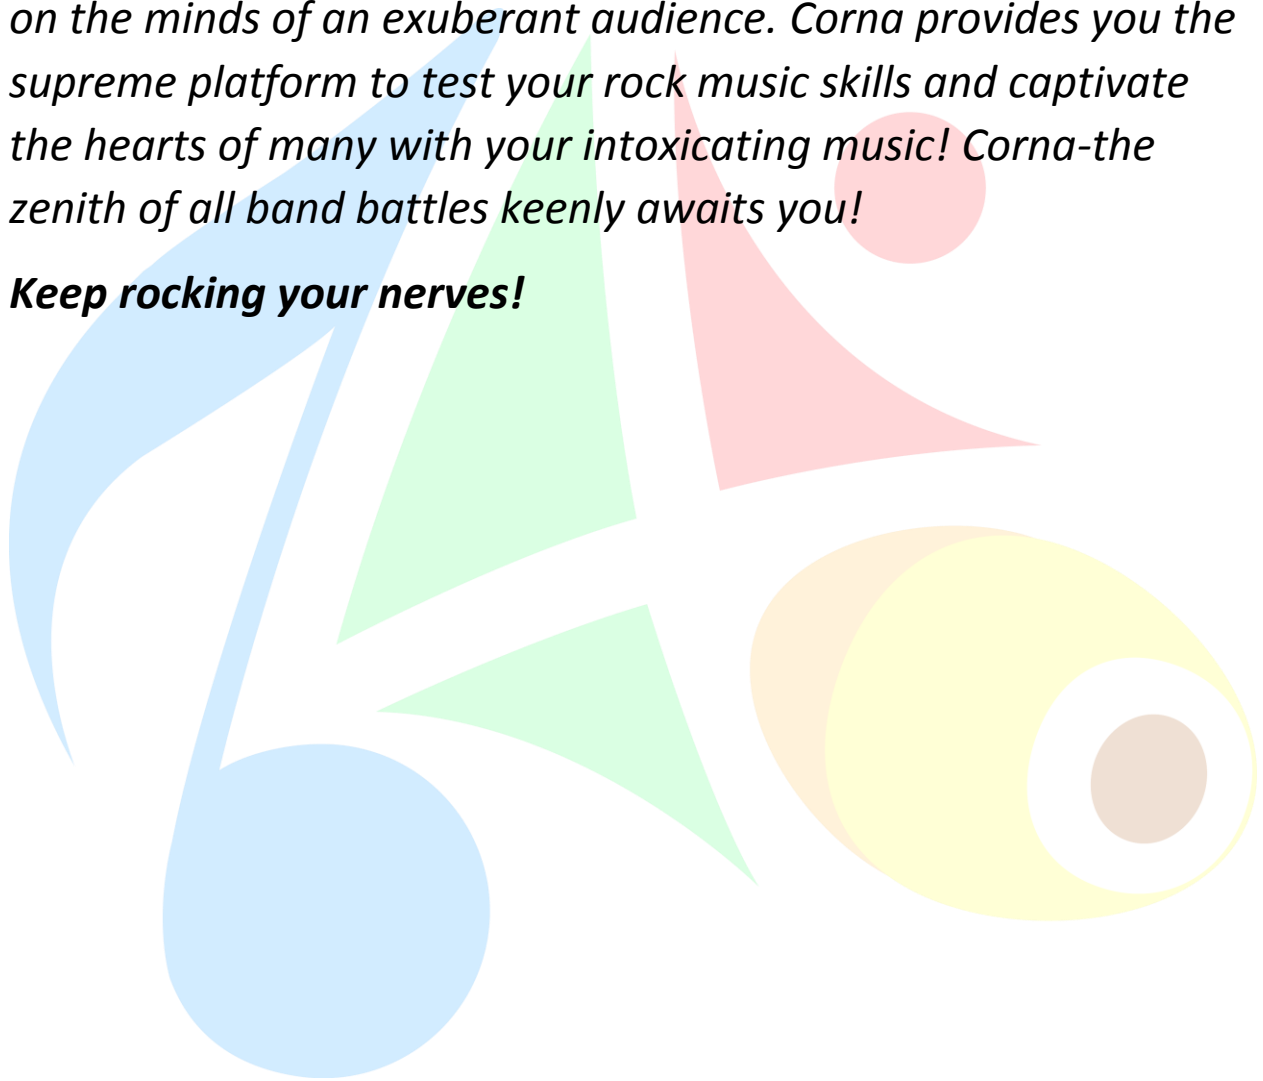 on the minds of an exuberant audience. Corna provides you the
supreme platform to test your rock music skills and captivate
the hearts of many with your intoxicating music! Corna-the
zenith of all band battles keenly awaits you!
Keep rocking your nerves!